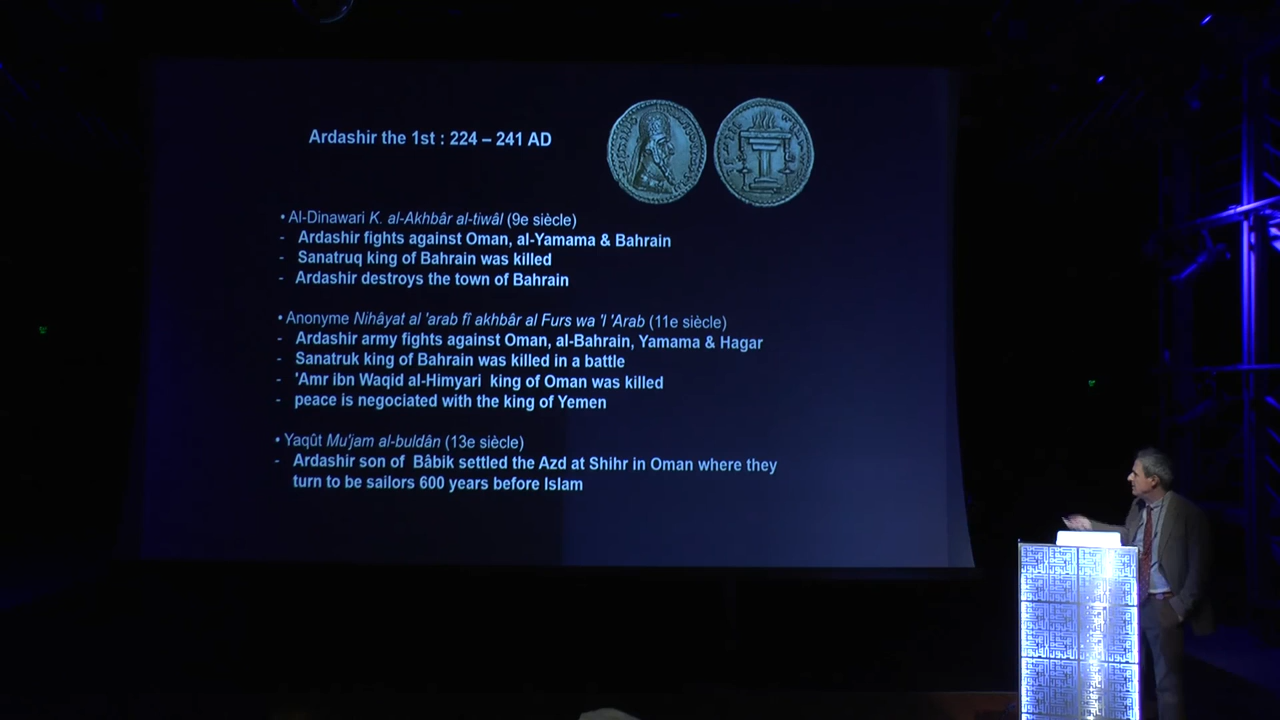 Ardashir the 1st : 224 – 241 AD
• Al-Dinawari K. al-Akhbâr al-tiwâl (9e siècle)
- Ardashir fights against Oman, al-Yamama & Bahrain
- Sanatruq king of Bahrain was killed
- Ardashir destroys the town of Bahrain
• Anonyme Nihâyat al 'arab fî akhbâr al Furs wa 'l 'Arab (11e siècle)
- Ardashir army fights against Oman, al-Bahrain, Yamama & Hagar
- Sanatruk king of Bahrain was killed in a battle
- 'Amr ibn Waqid al-Himyari king of Oman was killed
- peace is negociated with the king of Yemen
• Yaqût Mu'jam al-buldân (13e siècle)
- Ardashir son of Bâbik settled the Azd at Shihr in Oman where they
turn to be sailors 600 years before Islam